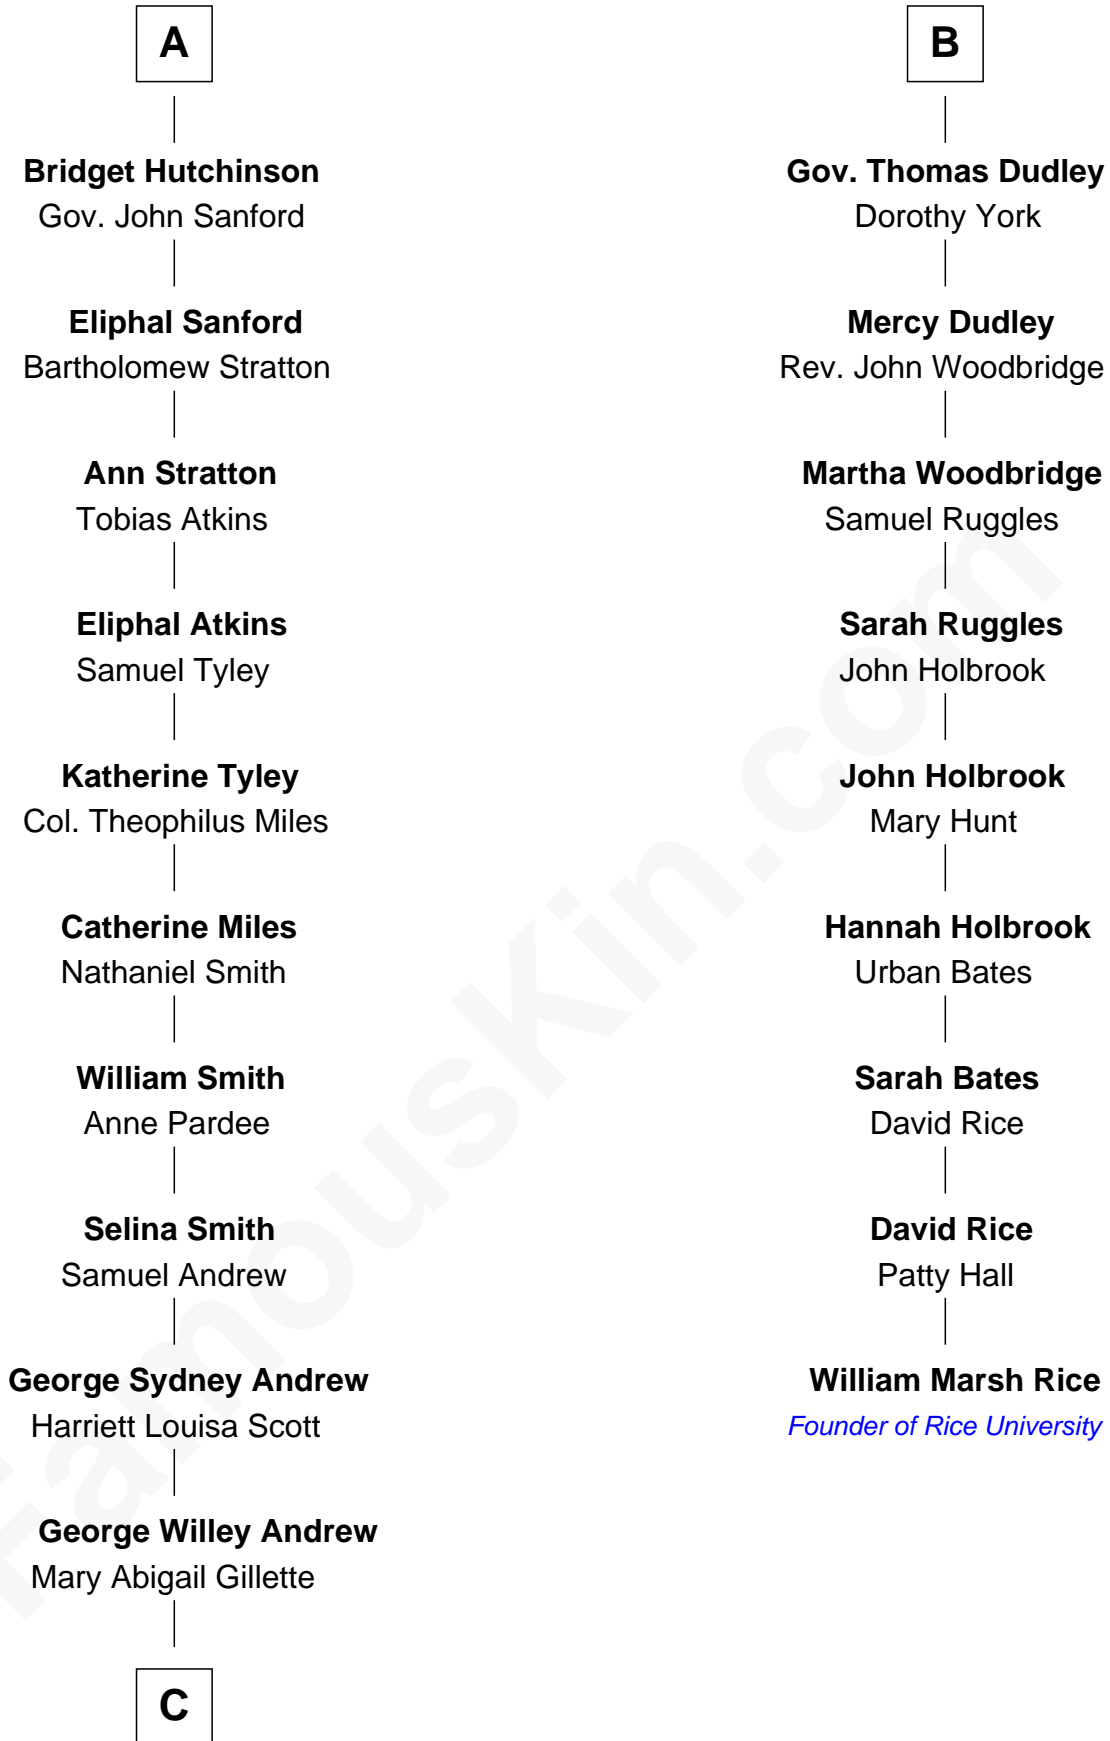 A
Bridget Hutchinson
Gov. John Sanford
Eliphal Sanford
Bartholomew Stratton
Ann Stratton
Tobias Atkins
Eliphal Atkins
Samuel Tyley
Katherine Tyley
Col. Theophilus Miles
Catherine Miles
Nathaniel Smith
William Smith
Anne Pardee
Selina Smith
Samuel Andrew
George Sydney Andrew
Harriett Louisa Scott
George Willey Andrew
Mary Abigail Gillette
C
B
Gov. Thomas Dudley
Dorothy York
Mercy Dudley
Rev. John Woodbridge
Martha Woodbridge
Samuel Ruggles
Sarah Ruggles
John Holbrook
John Holbrook
Mary Hunt
Hannah Holbrook
Urban Bates
Sarah Bates
David Rice
David Rice
Patty Hall
William Marsh Rice
Founder of Rice University
FamousKin.com